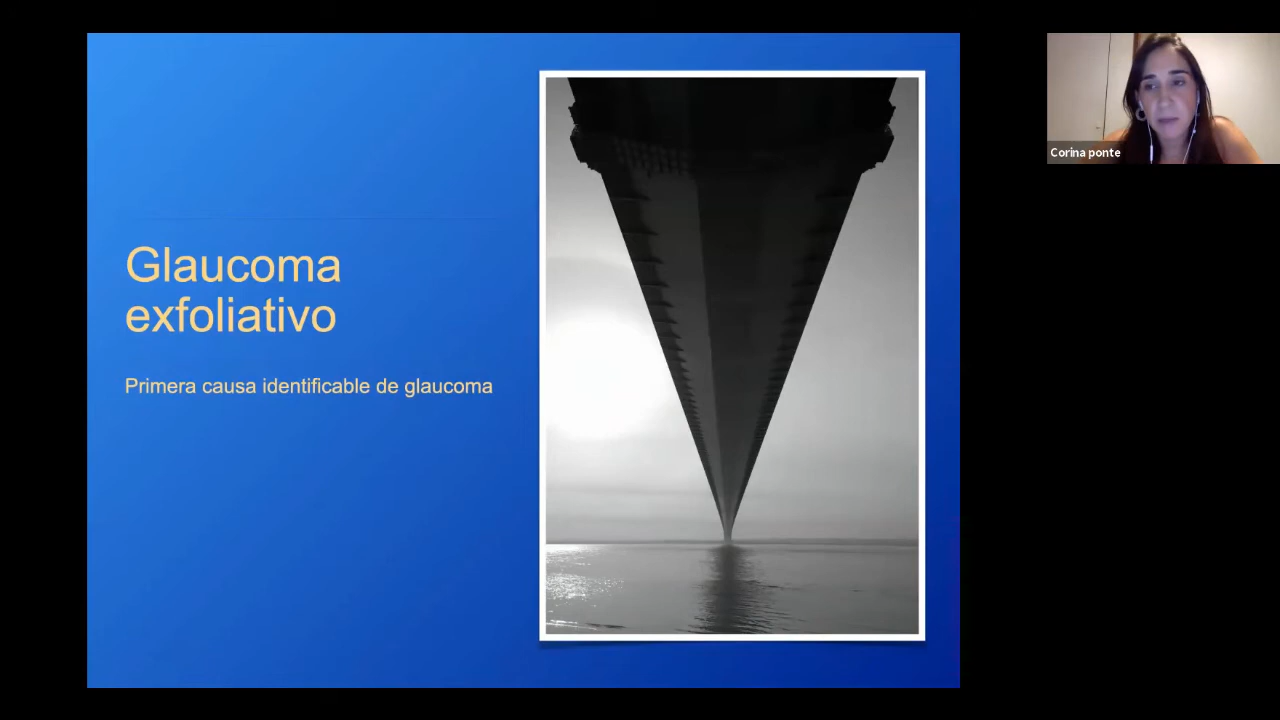 Glaucoma
exfoliativo
Primera causa identificable de glaucoma
Corina ponte